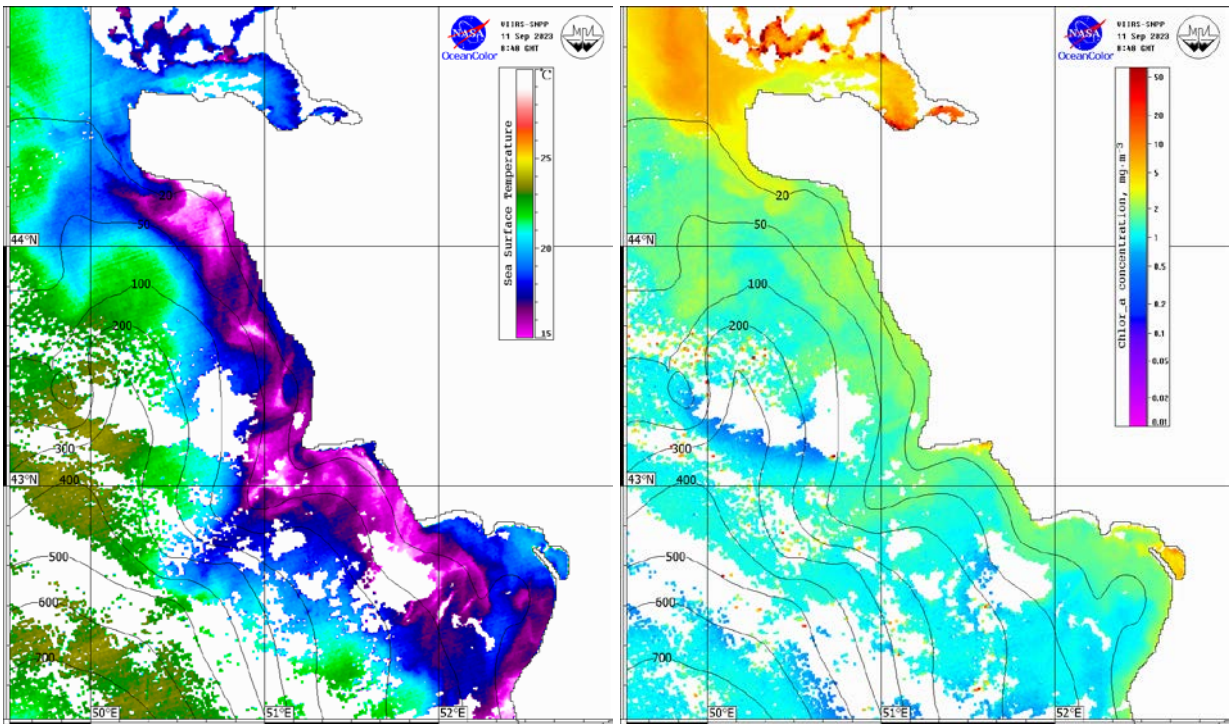 NASA
OceanColor
VIIRS-SNPP
11 Sep 2023
8:48 GMT
°C
25
20
15
Sea Surface Temperature
20
50
44°N
100
200
300
43°N
400
500
600
700
50°E
51°E
52°E
NASA
OceanColor
VIIRS-SNPP
11 Sep 2023
8:48 GMT
50
20
10
5
2
1
0.5
0.2
0.1
0.05
0.02
0.01
Chlor_a concentration, mg·m⁻³
20
50
44°N
100
200
300
43°N
400
500
600
700
50°E
51°E
52°E